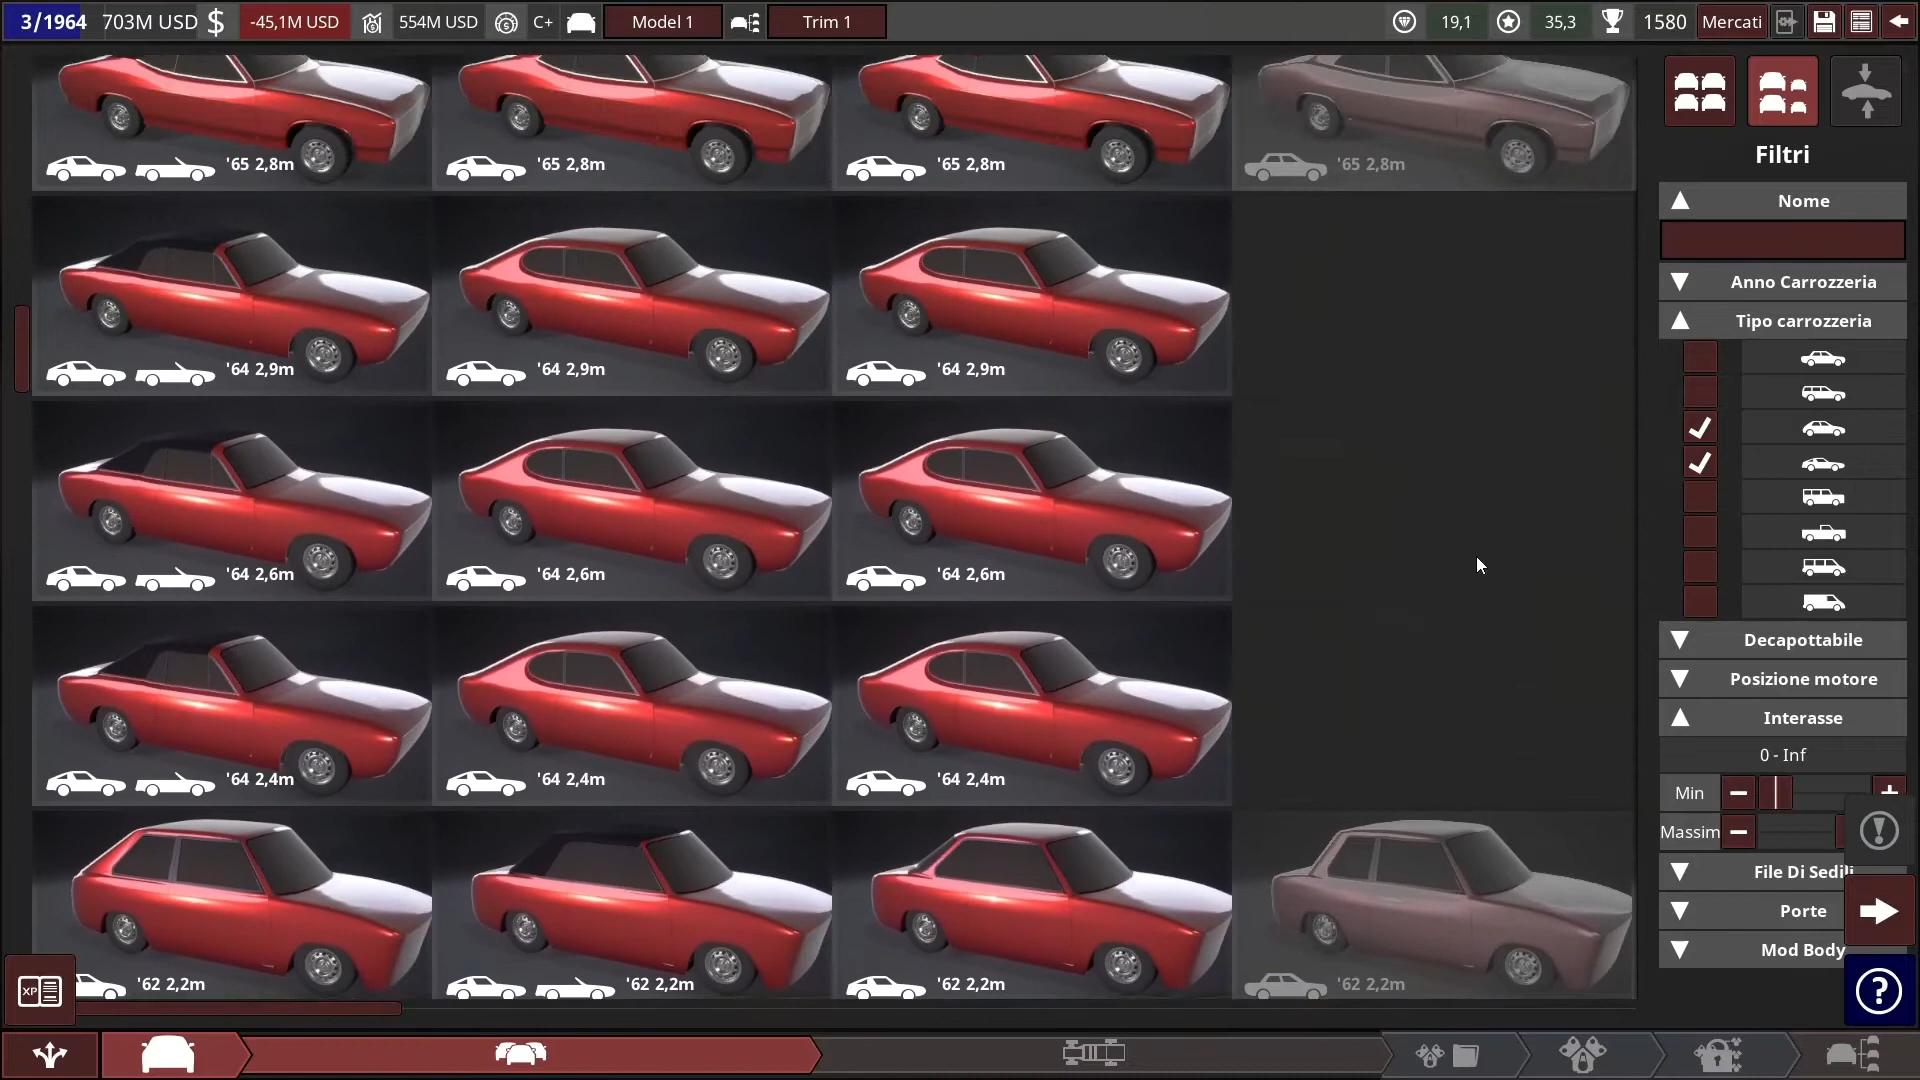 3/1964 703M USD $ -45,1M USD 554M USD C+ Model 1 Trim 1 19,1 35,3 1580 Mercati
Filtri
'65 2,8m '65 2,8m '65 2,8m '65 2,8m
Nome
Anno Carrozzeria
Tipo carrozzeria
'64 2,9m '64 2,9m '64 2,9m
'64 2,6m '64 2,6m '64 2,6m
Decapottabile
Posizione motore
Interasse
0 - Inf
'64 2,4m '64 2,4m '64 2,4m
Min
Massim
File Di Sedili
Porte
Mod Body
'62 2,2m '62 2,2m '62 2,2m '62 2,2m
XP
?